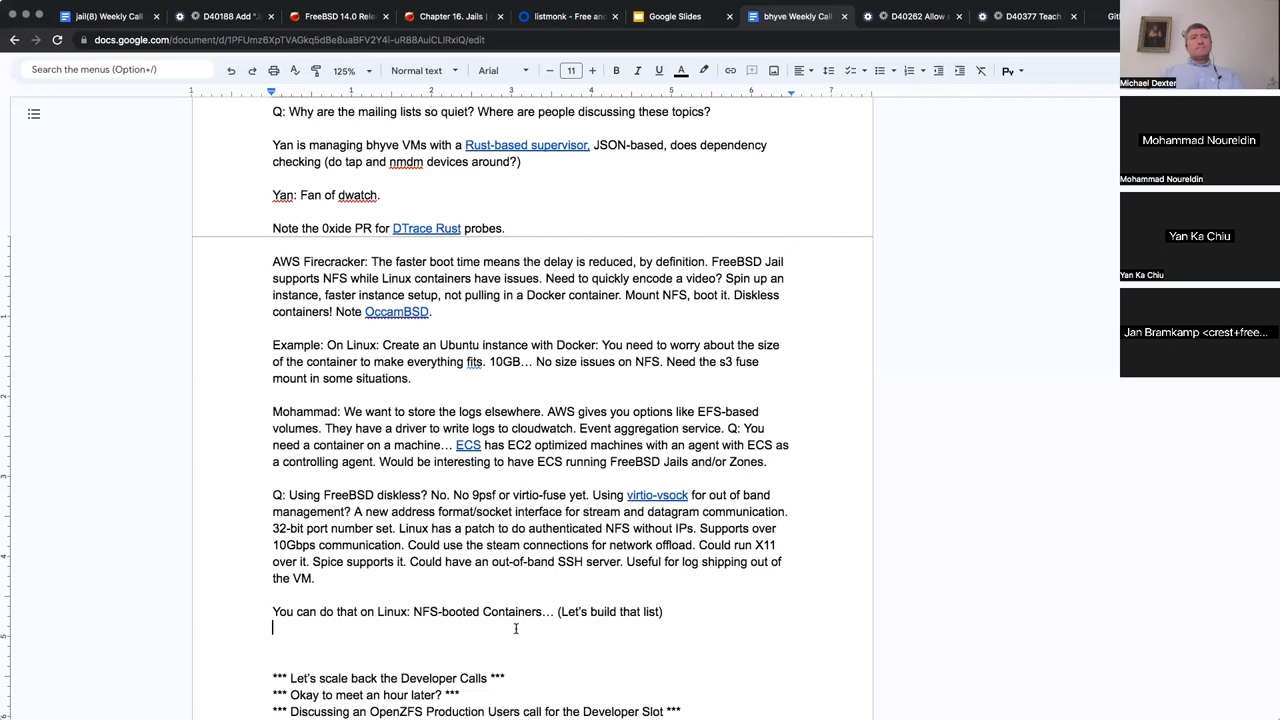 jail(8) Weekly Call
D40188 Add ".
FreeBSD 14.0 Rele
Chapter 16. Jails |
listmonk - Free and
Google Slides
bhyve Weekly Call
D40262 Allow
D40377 Teach
docs.google.com/document/d/1PFUmz6XpTVAGkq5dBe8uaBFV2Y4i-uR88AuiCLlRxlQ/edit
Search the menus (Option+/)
125%
Normal text
Arial
11
B I U A
1 1 2 3 4 5 6 7
Q: Why are the mailing lists so quiet? Where are people discussing these topics?
Yan is managing bhyve VMs with a Rust-based supervisor, JSON-based, does dependency
checking (do tap and nmdm devices around?)
Yan: Fan of dwatch.
Note the 0xide PR for DTrace Rust probes.
AWS Firecracker: The faster boot time means the delay is reduced, by definition. FreeBSD Jail
supports NFS while Linux containers have issues. Need to quickly encode a video? Spin up an
instance, faster instance setup, not pulling in a Docker container. Mount NFS, boot it. Diskless
containers! Note OccamBSD.
Example: On Linux: Create an Ubuntu instance with Docker: You need to worry about the size
of the container to make everything fits. 10GB… No size issues on NFS. Need the s3 fuse
mount in some situations.
Mohammad: We want to store the logs elsewhere. AWS gives you options like EFS-based
volumes. They have a driver to write logs to cloudwatch. Event aggregation service. Q: You
need a container on a machine… ECS has EC2 optimized machines with an agent with ECS as
a controlling agent. Would be interesting to have ECS running FreeBSD Jails and/or Zones.
Q: Using FreeBSD diskless? No. No 9psf or virtio-fuse yet. Using virtio-vsock for out of band
management? A new address format/socket interface for stream and datagram communication.
32-bit port number set. Linux has a patch to do authenticated NFS without IPs. Supports over
10Gbps communication. Could use the steam connections for network offload. Could run X11
over it. Spice supports it. Could have an out-of-band SSH server. Useful for log shipping out of
the VM.
You can do that on Linux: NFS-booted Containers… (Let's build that list)
*** Let's scale back the Developer Calls ***
*** Okay to meet an hour later? ***
*** Discussing an OpenZFS Production Users call for the Developer Slot ***
Michael Dexter
Mohammad Noureldin
Mohammad Noureldin
Yan Ka Chiu
Yan Ka Chiu
Jan Bramkamp <crest+free...